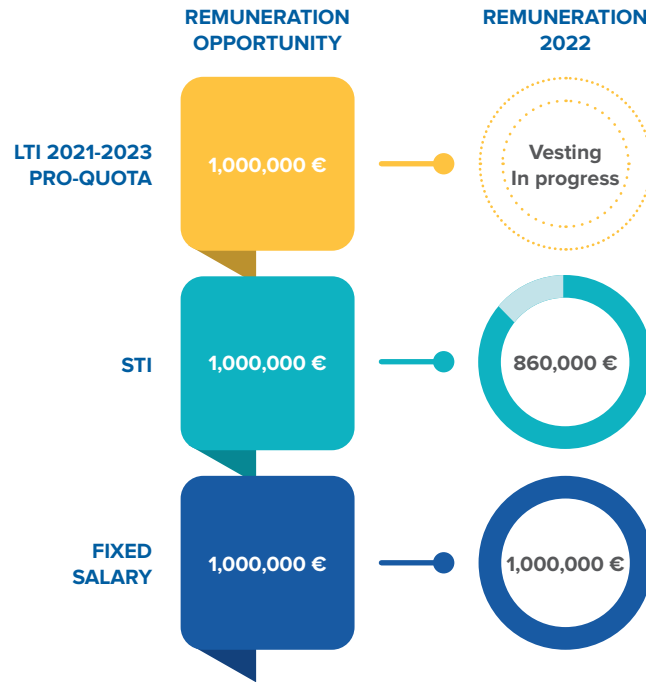 REMUNERATION
OPPORTUNITY
REMUNERATION
2022
LTI 2021-2023
PRO-QUOTA
1,000,000 €
Vesting
In progress
STI
1,000,000 €
860,000 €
FIXED
SALARY
1,000,000 €
1,000,000 €